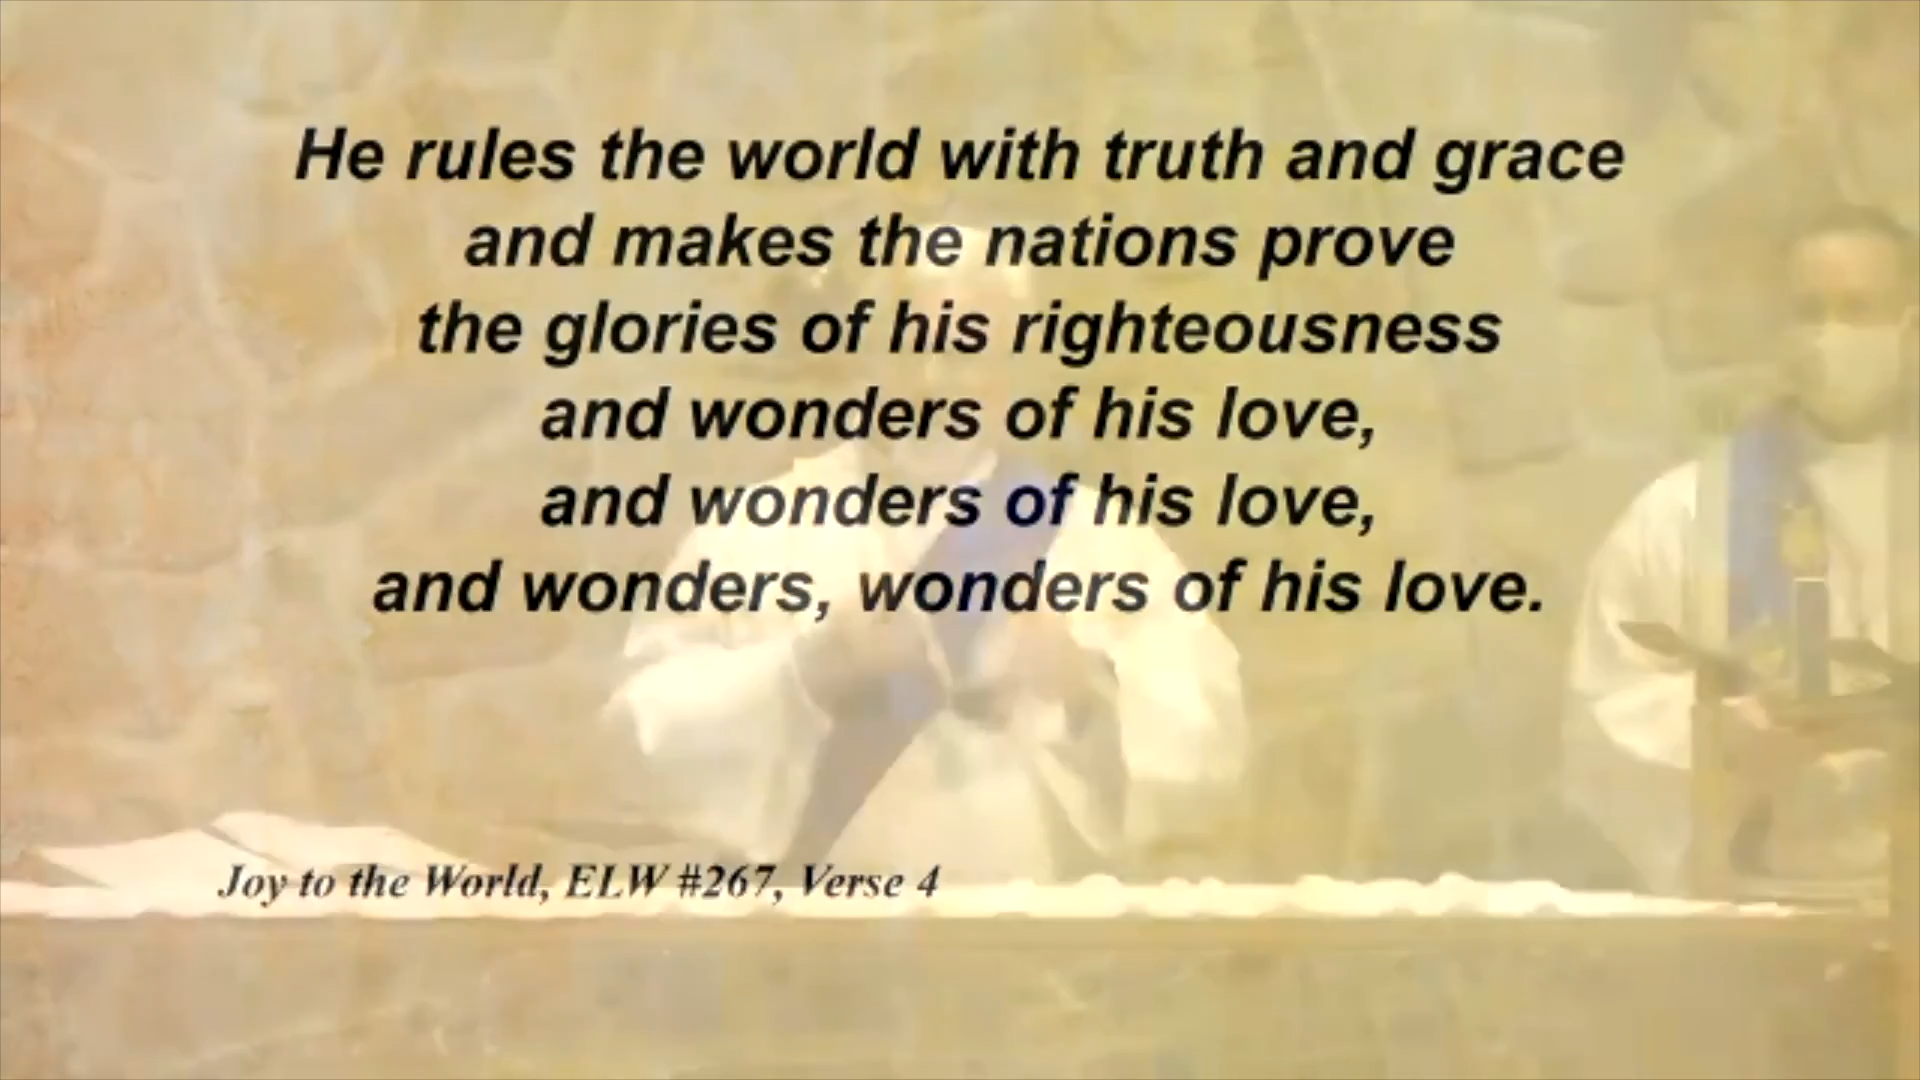 He rules the world with truth and grace
and makes the nations prove
the glories of his righteousness
and wonders of his love,
and wonders of his love,
and wonders, wonders of his love.
Joy to the World, ELW #267, Verse 4